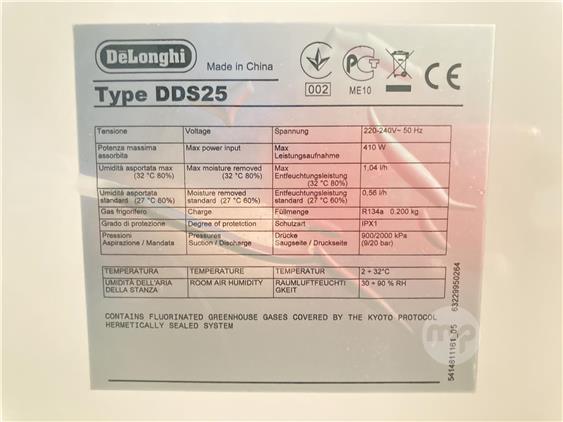 DeLonghi
Made in China
Type DDS25
002
ME10
CE
Tensione Voltage Spannung 220-240V~ 50 Hz
Potenza massima assorbita Max power input Max Leistungsaufnahme 410 W
Umidità asportata max (32 °C 80%) Max moisture removed (32 °C 80%) Max Entfeuchtungsleistung (32 °C 80%) 1,04 l/h
Umidità asportata standard (27 °C 80%) Moisture removed standard (27 °C 60%) Entfeuchtungsleistung standard (27 °C 80%) 0,56 l/h
Gas frigorifero Charge Füllmenge R134a 0.200 kg
Grado di protezione Degree of protetction Schutzart IPX1
Pressioni Aspirazione / Mandata Pressures Suction / Discharge Drücke Saugseite / Druckseite 900/2000 kPa (9/20 bar)
TEMPERATURA TEMPERATURE TEMPERATUR 2 ÷ 32°C
UMIDITÀ DELL'ARIA DELLA STANZA ROOM AIR HUMIDITY RAUMLUFTFEUCHTI GKEIT 30 ÷ 90 % RH
CONTAINS FLUORINATED GREENHOUSE GASES COVERED BY THE KYOTO PROTOCOL
HERMETICALLY SEALED SYSTEM
5414611161_05 63229950264
mp